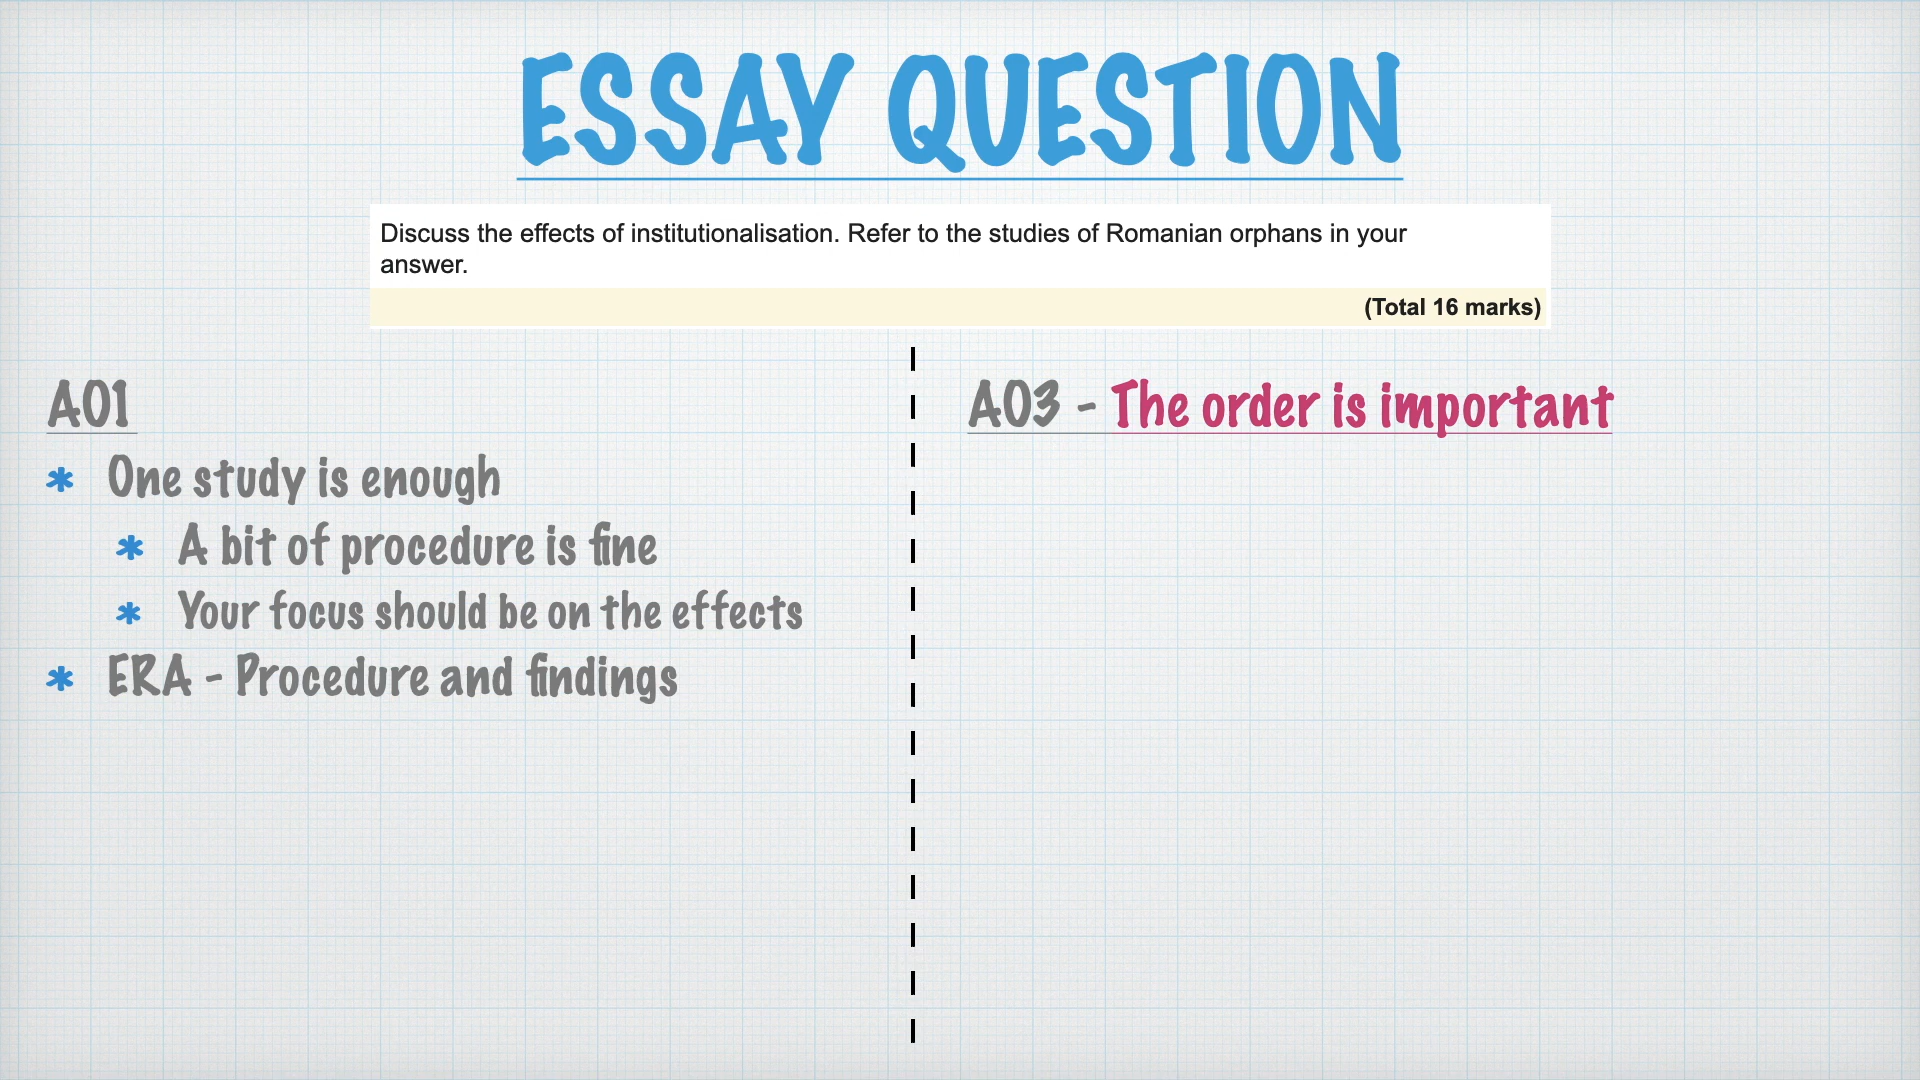 ESSAY QUESTION
Discuss the effects of institutionalisation. Refer to the studies of Romanian orphans in your
answer.
(Total 16 marks)
AO1
* One study is enough
* A bit of procedure is fine
* Your focus should be on the effects
* ERA - Procedure and findings
AO3 - The order is important